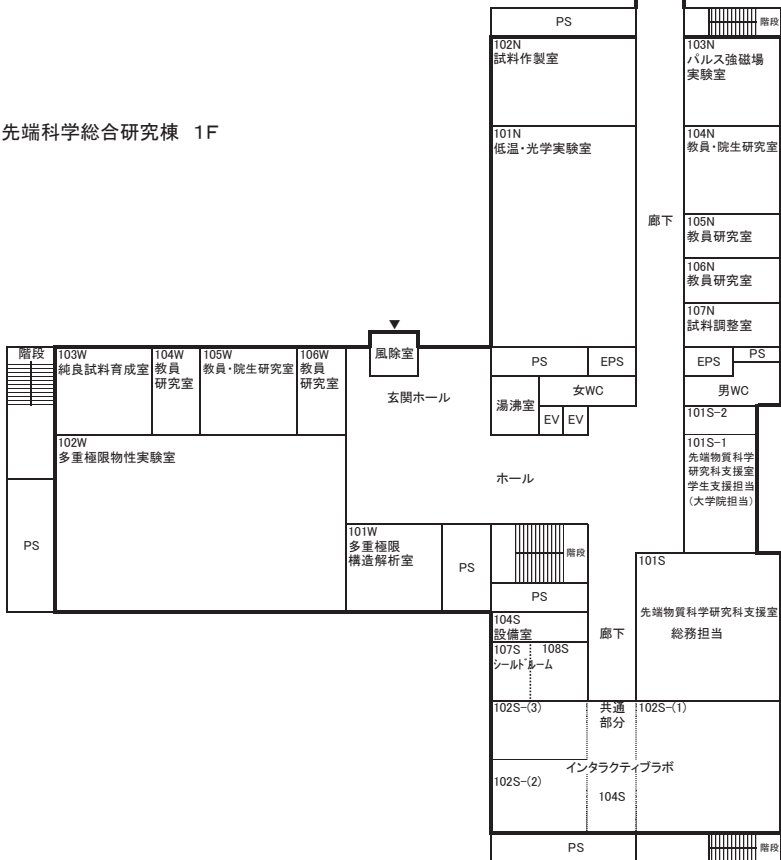 PS
階段
102N
試料作製室
103N
パルス強磁場
実験室
先端科学総合研究棟 1F
101N
低温・光学実験室
104N
教員・院生研究室
廊下
105N
教員研究室
106N
教員研究室
107N
試料調整室
階段
103W
純良試料育成室
104W
教員
研究室
105W
教員・院生研究室
106W
教員
研究室
▼
風除室
玄関ホール
PS
EPS
EPS
PS
湯沸室
女WC
男WC
EV
EV
101S-2
102W
多重極限物性実験室
101S-1
先端物質科学
研究科支援室
学生支援担当
(大学院担当)
ホール
PS
101W
多重極限
構造解析室
PS
階段
101S
PS
104S
設備室
廊下
先端物質科学研究科支援室
総務担当
107S
108S
シールドルーム
102S-(3)
共通
部分
102S-(1)
インタラクティブラボ
102S-(2)
104S
PS
階段